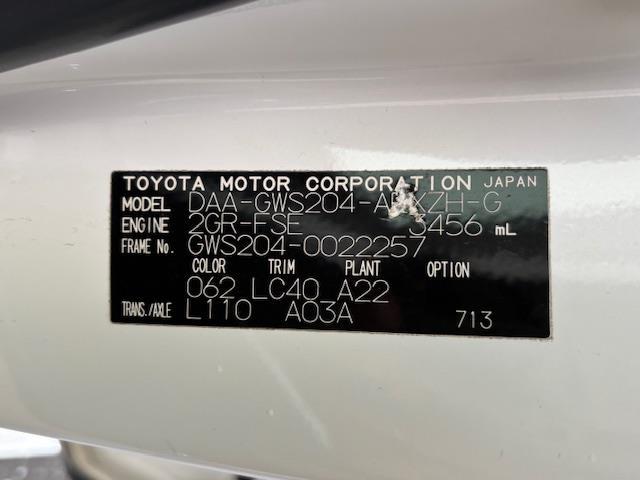 TOYOTA MOTOR CORPORATION JAPAN
MODEL DAA-GWS204-A XZH-G
ENGINE 2GR-FSE 3456 mL
FRAME No. GWS204-0022257
COLOR TRIM PLANT OPTION
062 LC40 A22
TRANS./AXLE L110 A03A 713